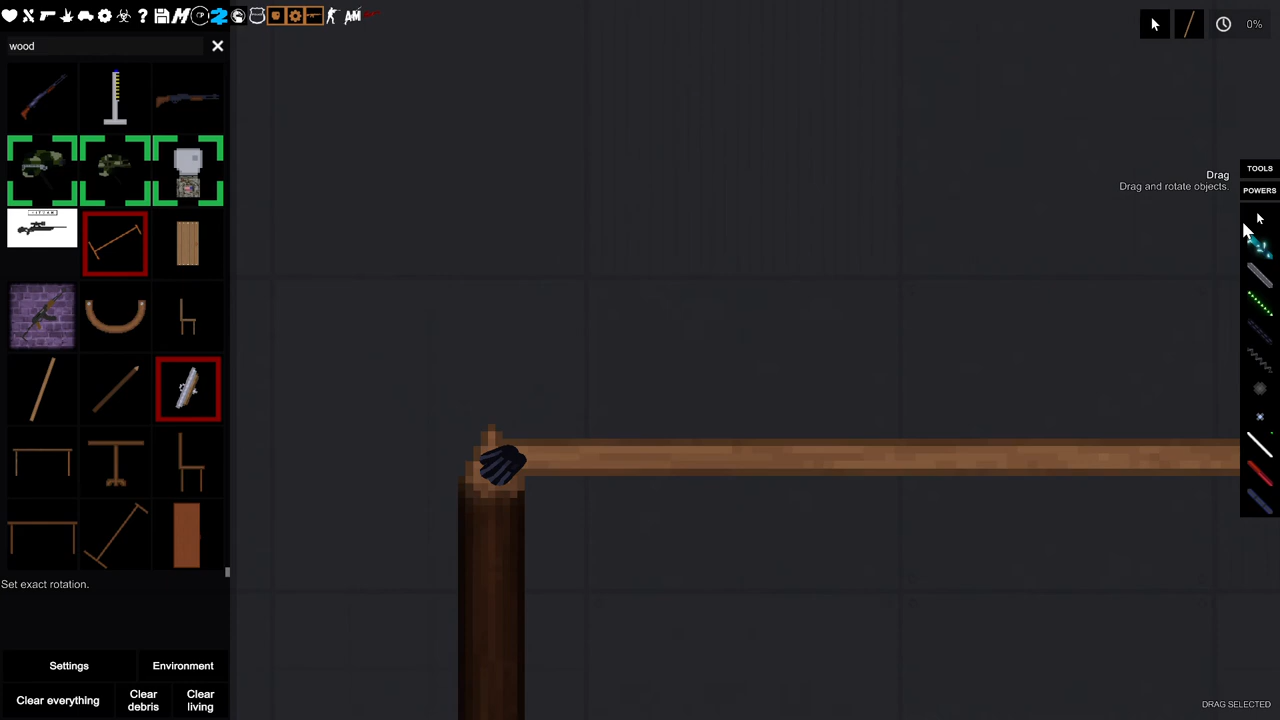 AM
0%
wood
TOOLS
Drag
Drag and rotate objects.
POWERS
Set exact rotation.
Settings
Environment
Clear everything
Clear debris
Clear living
DRAG SELECTED